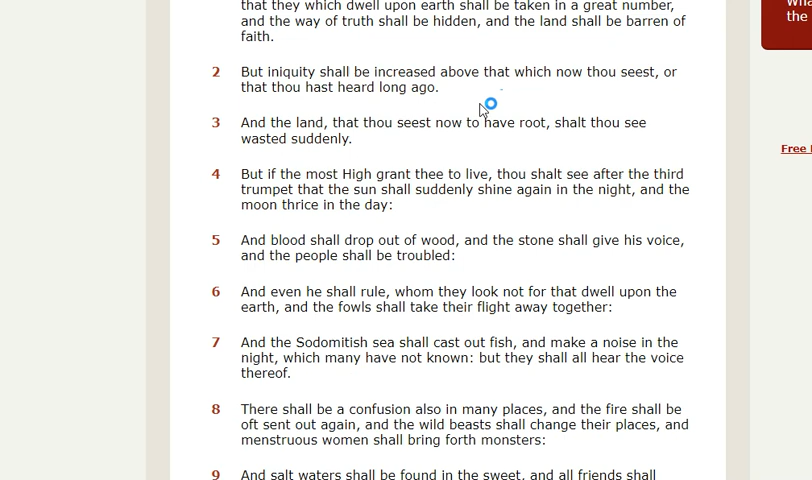 that they which dwell upon earth shall be taken in a great number,
and the way of truth shall be hidden, and the land shall be barren of
faith.
2 But iniquity shall be increased above that which now thou seest, or
that thou hast heard long ago.
3 And the land, that thou seest now to have root, shalt thou see
wasted suddenly.
4 But if the most High grant thee to live, thou shalt see after the third
trumpet that the sun shall suddenly shine again in the night, and the
moon thrice in the day:
5 And blood shall drop out of wood, and the stone shall give his voice,
and the people shall be troubled:
6 And even he shall rule, whom they look not for that dwell upon the
earth, and the fowls shall take their flight away together:
7 And the Sodomitish sea shall cast out fish, and make a noise in the
night, which many have not known: but they shall all hear the voice
thereof.
8 There shall be a confusion also in many places, and the fire shall be
oft sent out again, and the wild beasts shall change their places, and
menstruous women shall bring forth monsters:
9 And salt waters shall be found in the sweet, and all friends shall
the
Free